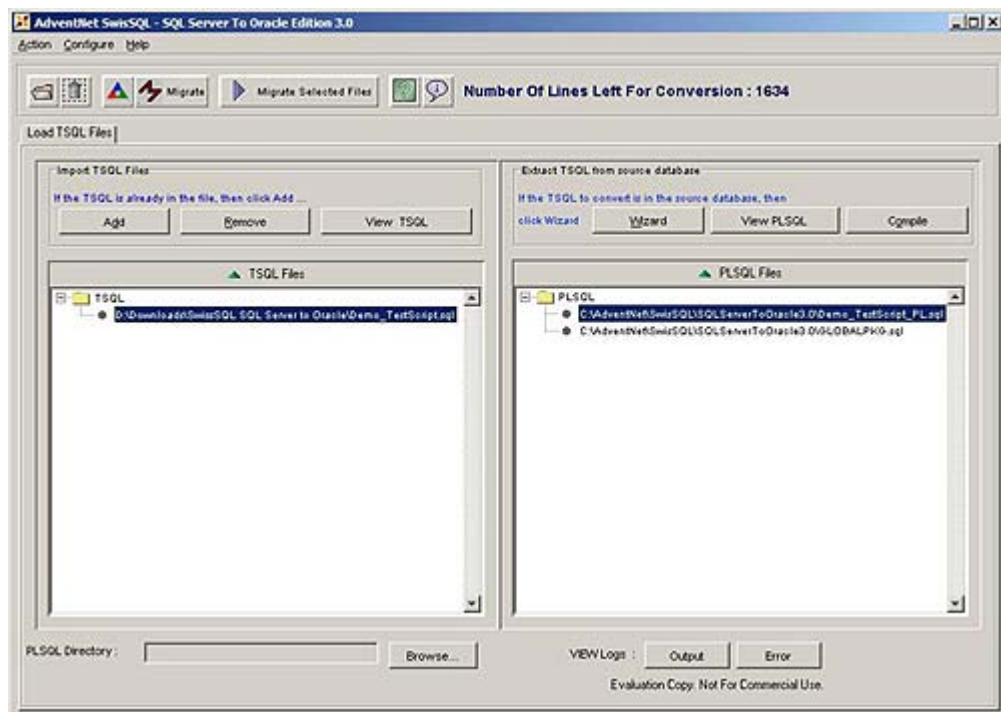 AdventNet SwisSQL - SQL Server To Oracle Edition 3.0
Action Configure Help
Migrate Migrate Selected Files Number Of Lines Left For Conversion : 1634
Load TSQL Files
Import TSQL Files
If the TSQL is already in the file, then click Add ...
Add Remove View TSQL
Extract TSQL from source database
If the TSQL to convert is in the source database, then
click Wizard Wizard View PLSQL Compile
TSQL Files
TSQL
D:\Downloads\SwisSQL SQL Server to Oracle\Demo_TestScript.sql
PLSQL Files
PLSQL
C:\AdventNet\SwisSQL\SQLServerToOracle3.0\Demo_TestScript_PL.sql
C:\AdventNet\SwisSQL\SQLServerToOracle3.0\GLOBALPKG.sql
PLSQL Directory : Browse...
VIEW Logs : Output Error
Evaluation Copy. Not For Commercial Use.